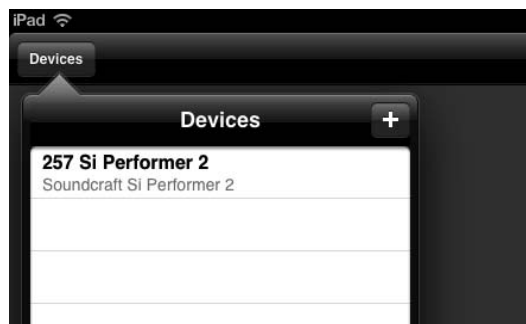 iPad
Devices
Devices +
257 Si Performer 2
Soundcraft Si Performer 2